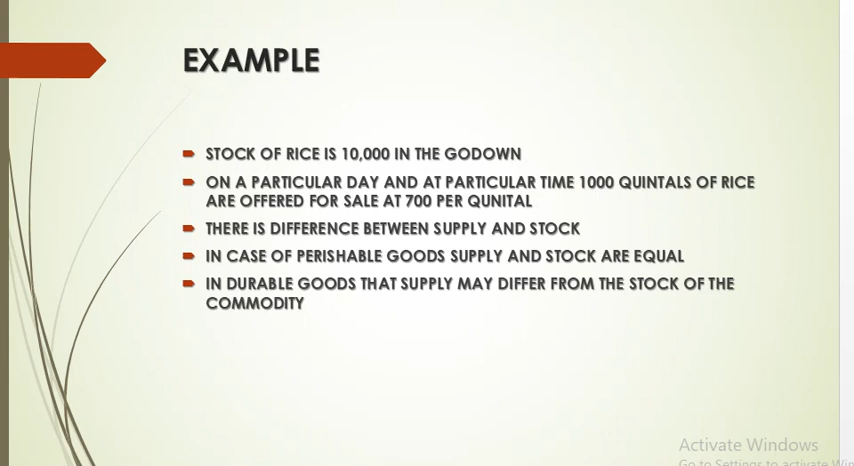 EXAMPLE
STOCK OF RICE IS 10,000 IN THE GODOWN
ON A PARTICULAR DAY AND AT PARTICULAR TIME 1000 QUINTALS OF RICE
ARE OFFERED FOR SALE AT 700 PER QUNITAL
THERE IS DIFFERENCE BETWEEN SUPPLY AND STOCK
IN CASE OF PERISHABLE GOODS SUPPLY AND STOCK ARE EQUAL
IN DURABLE GOODS THAT SUPPLY MAY DIFFER FROM THE STOCK OF THE
COMMODITY
Activate Windows
Go to Settings to activate